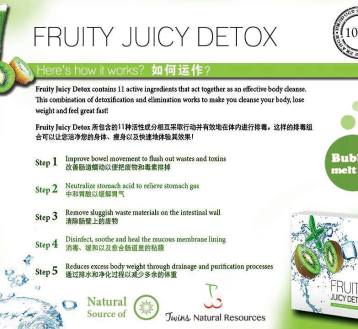 FRUITY JUICY DETOX
10
Here's how it works? 如何运作?
Fruity Juicy Detox contains 11 active ingredients that act together as an effective body cleanse.
This combination of detoxification and elimination works to make you cleanse your body, lose
weight and feel great!
Fruity Juicy Detox 所包含的11种活性成分相互采取行动并有效地在体内进行排毒。这样的排毒组
合可以让您洁净您的身体、瘦身以及快速地体验其效果!
Step 1 Improve bowel movement to flush out wastes and toxins
改善肠道蠕动以便把废物和毒素排掉
Step 2 Neutralize stomach acid to relieve stomach gas
中和胃酸以缓解胃气
Step 3 Remove sluggish waste materials on the intestinal wall
清除肠壁上的废物
Step 4 Disinfect, soothe and heal the mucous membrane lining
消毒、缓和以及愈合肠道里的粘膜
Step 5 Reduces excess body weight through drainage and purification processes
通过排水和净化过程以减少多余的体重
Bub
melt
Natural
Source of
Twins Natural Resources
FRUI
JUICY DETO